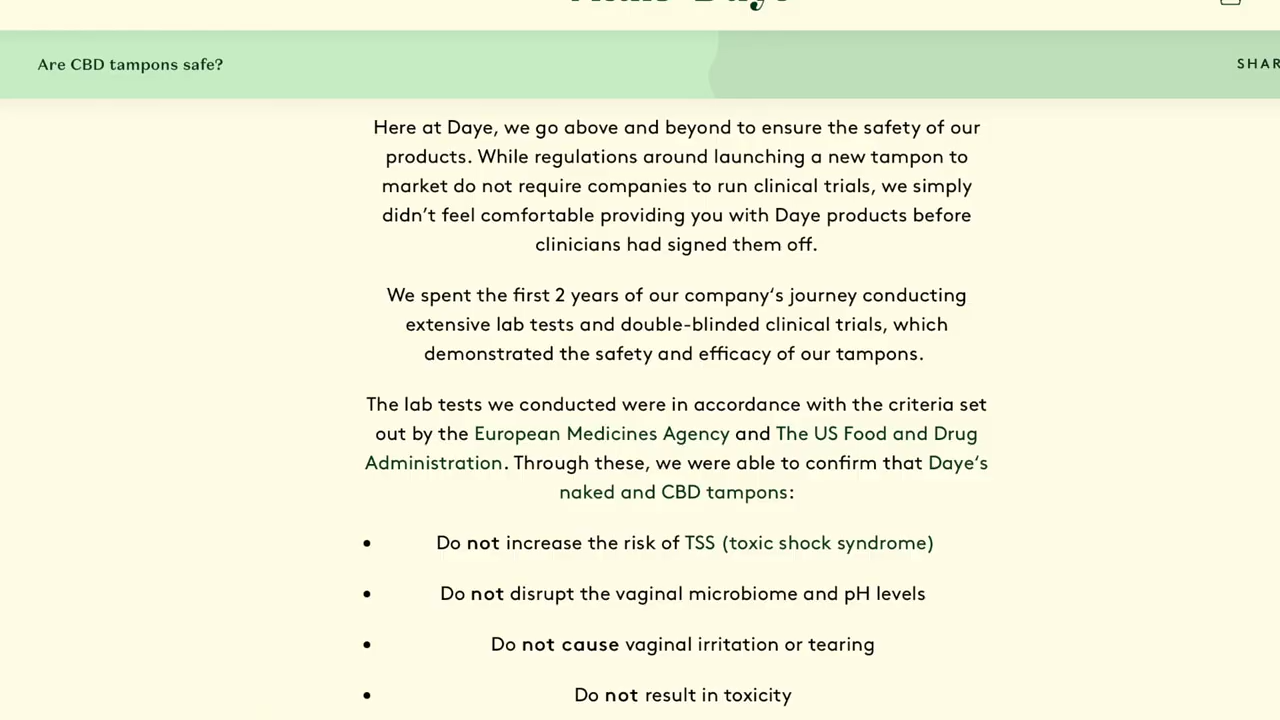 Are CBD tampons safe?
SHAR
Here at Daye, we go above and beyond to ensure the safety of our
products. While regulations around launching a new tampon to
market do not require companies to run clinical trials, we simply
didn’t feel comfortable providing you with Daye products before
clinicians had signed them off.
We spent the first 2 years of our company‘s journey conducting
extensive lab tests and double-blinded clinical trials, which
demonstrated the safety and efficacy of our tampons.
The lab tests we conducted were in accordance with the criteria set
out by the European Medicines Agency and The US Food and Drug
Administration. Through these, we were able to confirm that Daye‘s
naked and CBD tampons:
• Do not increase the risk of TSS (toxic shock syndrome)
• Do not disrupt the vaginal microbiome and pH levels
• Do not cause vaginal irritation or tearing
• Do not result in toxicity